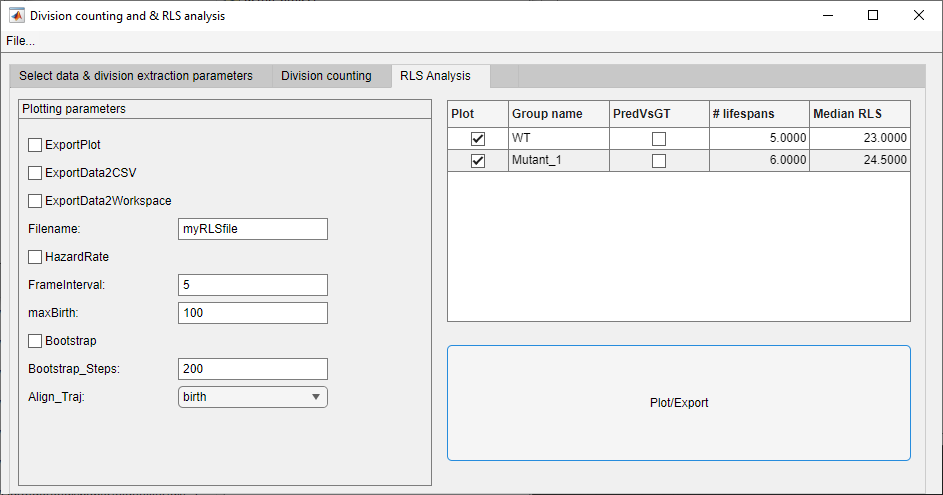 Division counting and & RLS analysis
File...
Select data & division extraction parameters
Division counting
RLS Analysis
Plotting parameters
ExportPlot
ExportData2CSV
ExportData2Workspace
Filename: myRLSfile
HazardRate
FrameInterval: 5
maxBirth: 100
Bootstrap
Bootstrap_Steps: 200
Align_Traj: birth
Plot Group name PredVsGT # lifespans Median RLS
WT 5.0000 23.0000
Mutant_1 6.0000 24.5000
Plot/Export